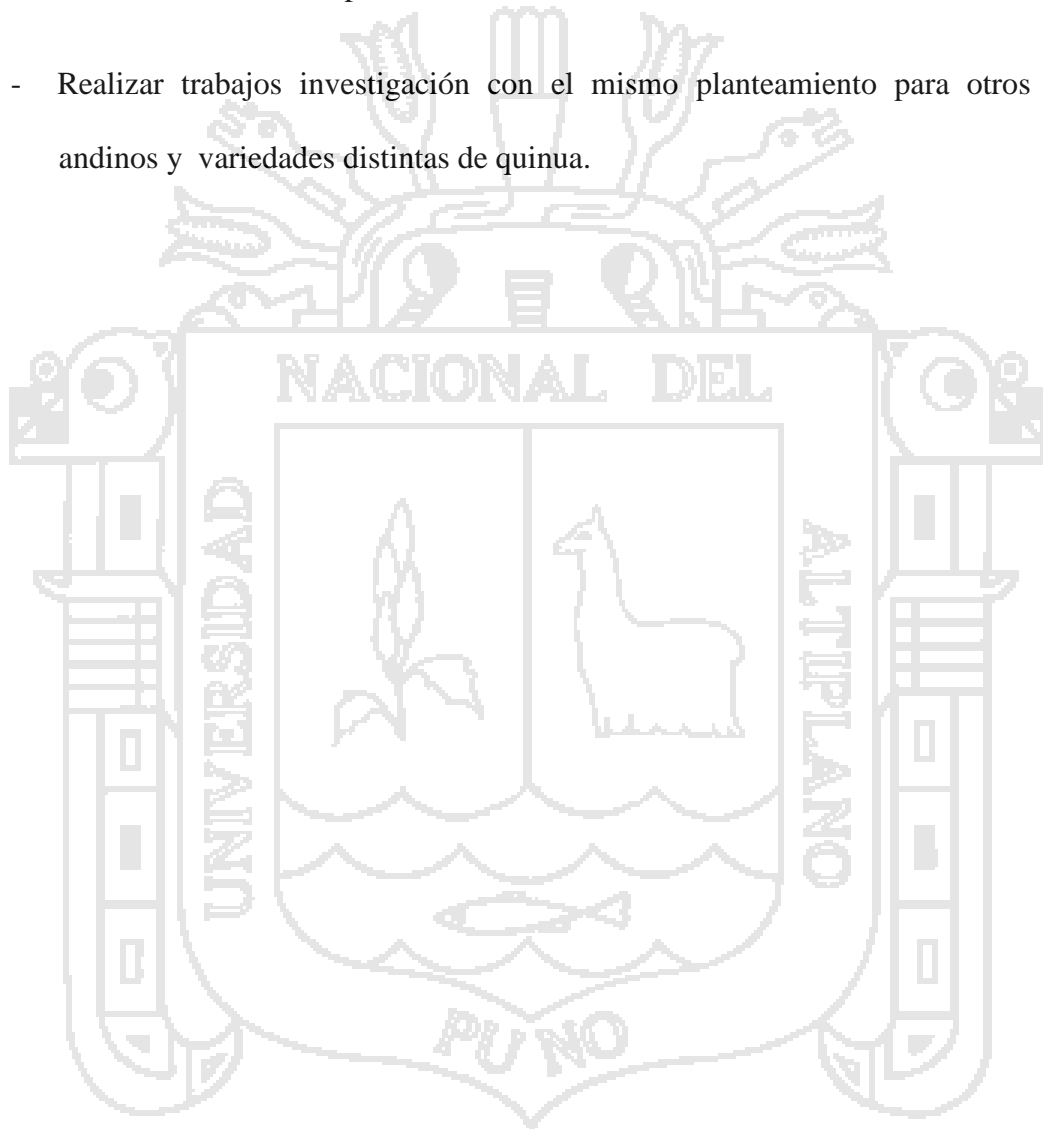 - Realizar trabajos investigación con el mismo planteamiento para otros
andinos y variedades distintas de quinua.
NACIONAL DEL
UNIVERSIDAD
ALTIPLANO
PUNO